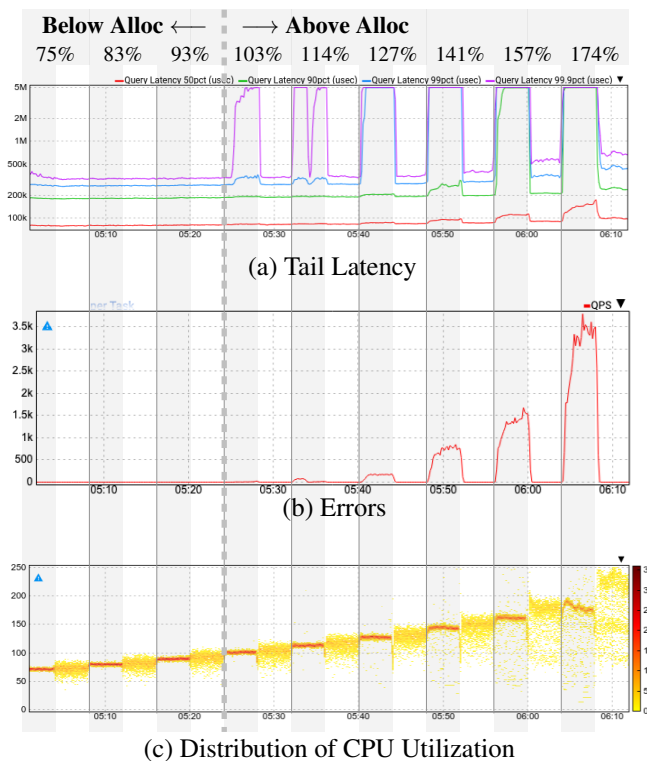 Below Alloc ← → Above Alloc
75% 83% 93% 103% 114% 127% 141% 157% 174%
Query Latency 50pct (usec) Query Latency 90pct (usec) Query Latency 99pct (usec) Query Latency 99.9pct (usec) ▼
5M
2M
1M
500k
200k
100k
05:10 05:20 05:30 05:40 05:50 06:00 06:10
(a) Tail Latency
per Task
QPS ▼
3.5k
3k
2.5k
2k
1.5k
1k
500
0
05:10 05:20 05:30 05:40 05:50 06:00 06:10
(b) Errors
▼
250
200
150
100
50
0
05:10 05:20 05:30 05:40 05:50 06:00 06:10
(c) Distribution of CPU Utilization